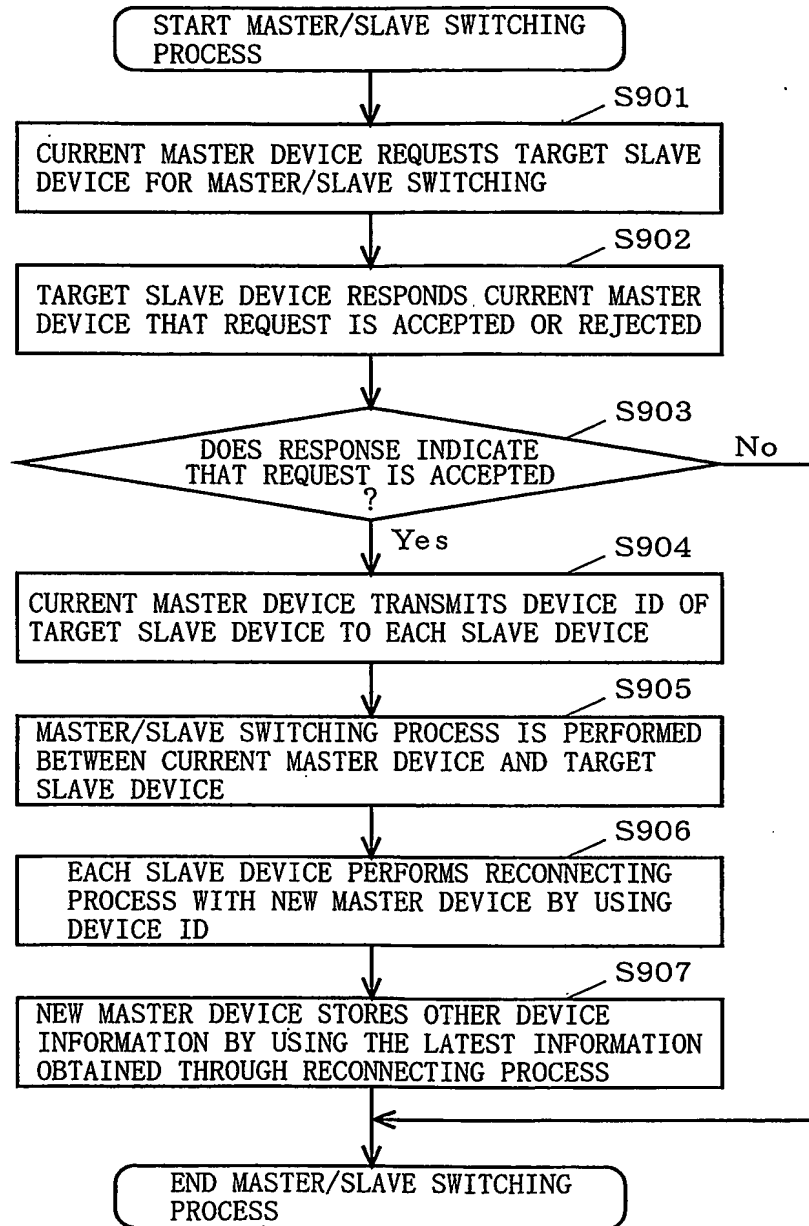 START MASTER/SLAVE SWITCHING
PROCESS
S901
CURRENT MASTER DEVICE REQUESTS TARGET SLAVE
DEVICE FOR MASTER/SLAVE SWITCHING
S902
TARGET SLAVE DEVICE RESPONDS CURRENT MASTER
DEVICE THAT REQUEST IS ACCEPTED OR REJECTED
S903
DOES RESPONSE INDICATE
THAT REQUEST IS ACCEPTED
?
No
Yes
S904
CURRENT MASTER DEVICE TRANSMITS DEVICE ID OF
TARGET SLAVE DEVICE TO EACH SLAVE DEVICE
S905
MASTER/SLAVE SWITCHING PROCESS IS PERFORMED
BETWEEN CURRENT MASTER DEVICE AND TARGET
SLAVE DEVICE
S906
EACH SLAVE DEVICE PERFORMS RECONNECTING
PROCESS WITH NEW MASTER DEVICE BY USING
DEVICE ID
S907
NEW MASTER DEVICE STORES OTHER DEVICE
INFORMATION BY USING THE LATEST INFORMATION
OBTAINED THROUGH RECONNECTING PROCESS
END MASTER/SLAVE SWITCHING
PROCESS